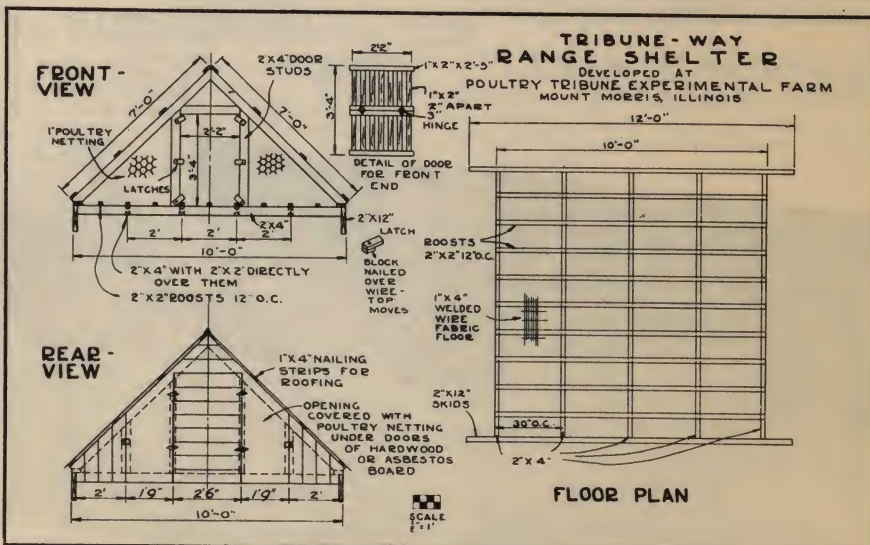 TRIBUNE-WAY
RANGE SHELTER
DEVELOPED AT
POULTRY TRIBUNE EXPERIMENTAL FARM
MOUNT MORRIS, ILLINOIS
FRONT-
VIEW
7'-0"
7'-0"
2X4" DOOR
STUDS
1" POULTRY
NETTING
LATCHES
2'-2"
3'-4"
2"X12"
2"X4"
2'
2'
2'
10'-0"
2"X4" WITH 2"X2" DIRECTLY
OVER THEM
2"X2" ROOSTS 12" O.C.
2'2"
3'-4"
1"X2"X2'-5"
1"X2"
2" APART
3"
HINGE
DETAIL OF DOOR
FOR FRONT
END
LATCH
BLOCK
NAILED
OVER
WIRE-
TOP
MOVES
REAR-
VIEW
1"X4" NAILING
STRIPS FOR
ROOFING
OPENING
COVERED WITH
POULTRY NETTING
UNDER DOORS
OF HARDWOOD
OR ASBESTOS
BOARD
2'
1'9"
2'6"
1'9"
2'
10'-0"
SCALE
12'-0"
10'-0"
ROOSTS
2"X2" 12" O.C.
1"X4"
WELDED
WIRE
FABRIC
FLOOR
2"X12"
SKIDS
30" O.C.
2"X4"
FLOOR PLAN